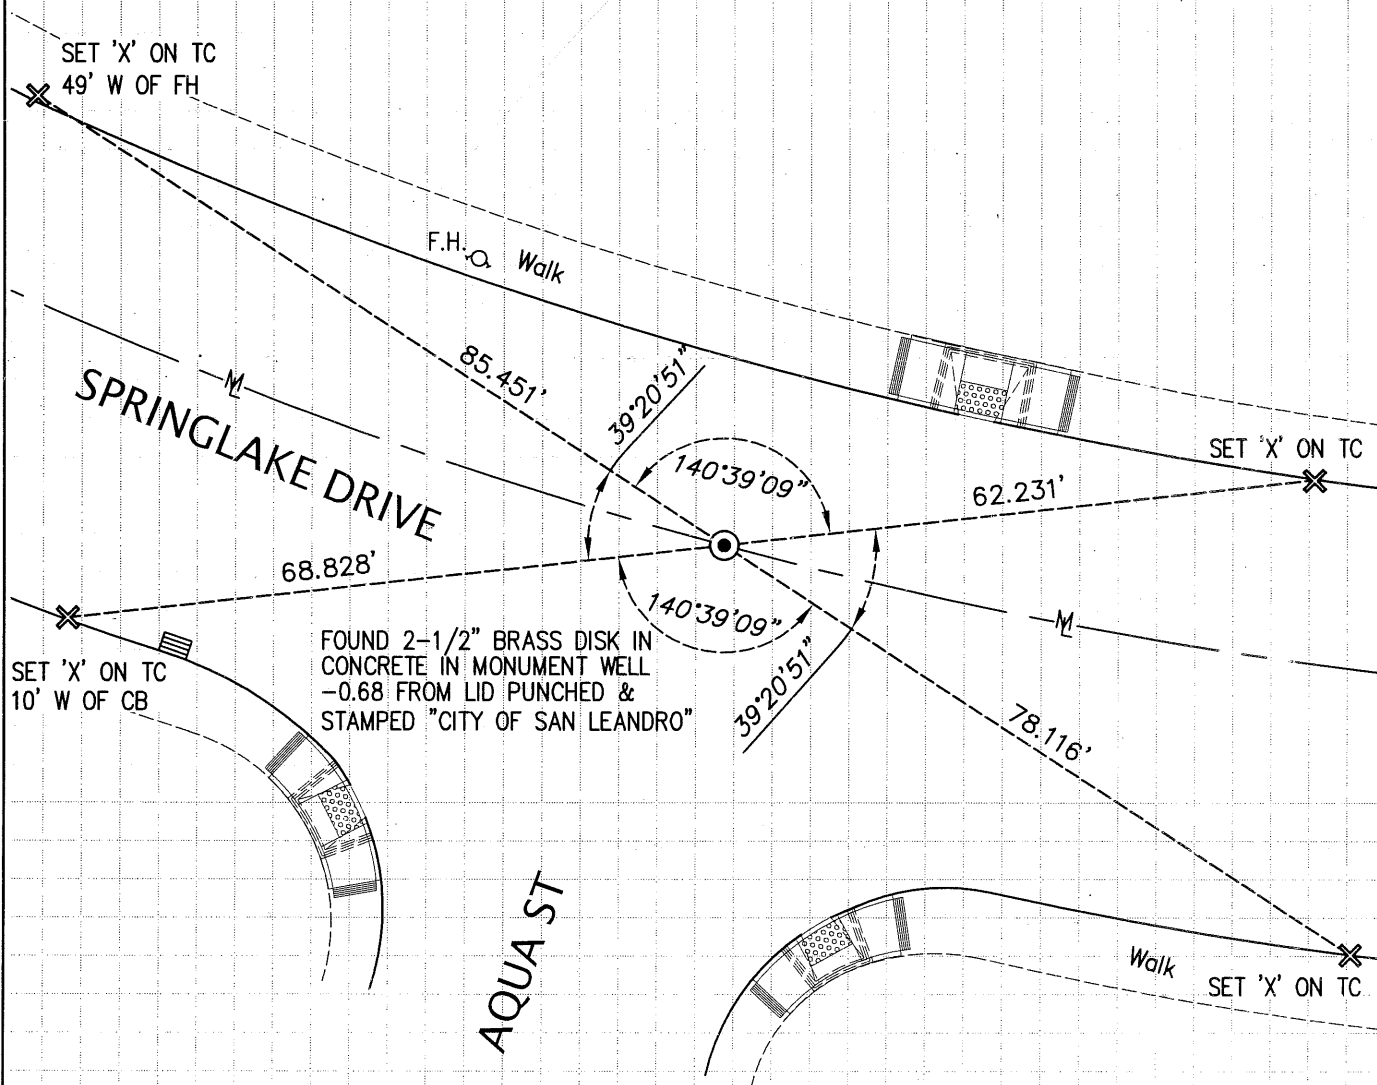 SET 'X' ON TC
49' W OF FH
F.H.
Walk
85.451'
39°20'51"
SPRINGLAKE DRIVE
ML
140°39'09"
SET 'X' ON TC
62.231'
68.828'
140°39'09"
ML
FOUND 2-1/2" BRASS DISK IN
CONCRETE IN MONUMENT WELL
-0.68 FROM LID PUNCHED &
STAMPED "CITY OF SAN LEANDRO"
39°20'51"
SET 'X' ON TC
10' W OF CB
78.116'
AQUA ST
Walk
SET 'X' ON TC